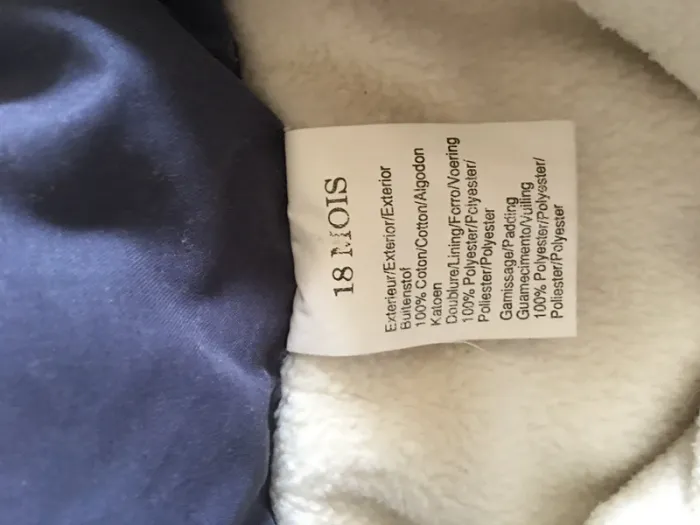 18 MOIS
Exterieur/Exterior/Exterior
Buitenstof
100% Coton/Cotton/Algodon
Katoen
Doublure/Lining/Forro/Voering
100% Polyester/Polyester/
Poliester/Polyester
Garnissage/Padding
Guarnecimento/Vuiling
100% Polyester/Polyester/
Poliester/Polyester